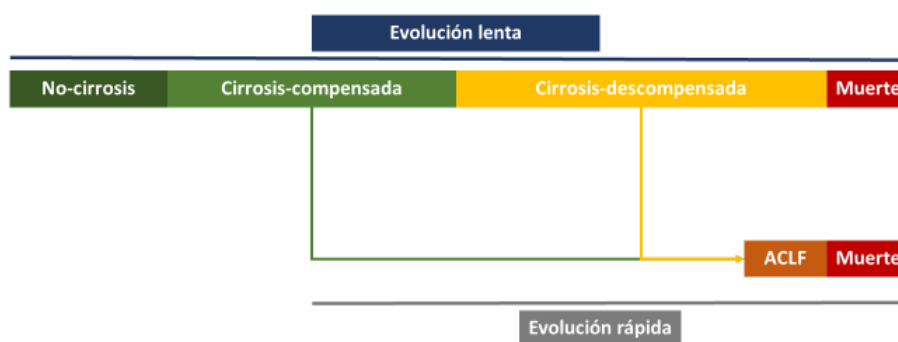 Evolución lenta
No-cirrosis Cirrosis-compensada Cirrosis-descompensada Muerte
ACLF Muerte
Evolución rápida